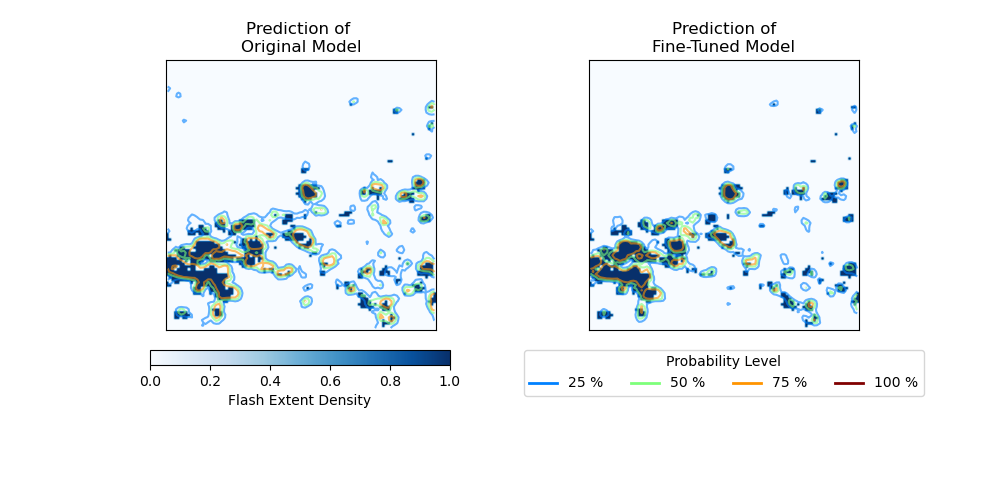 Prediction of
Original Model
Prediction of
Fine-Tuned Model
0.0 0.2 0.4 0.6 0.8 1.0
Flash Extent Density
Probability Level
25 % 50 % 75 % 100 %